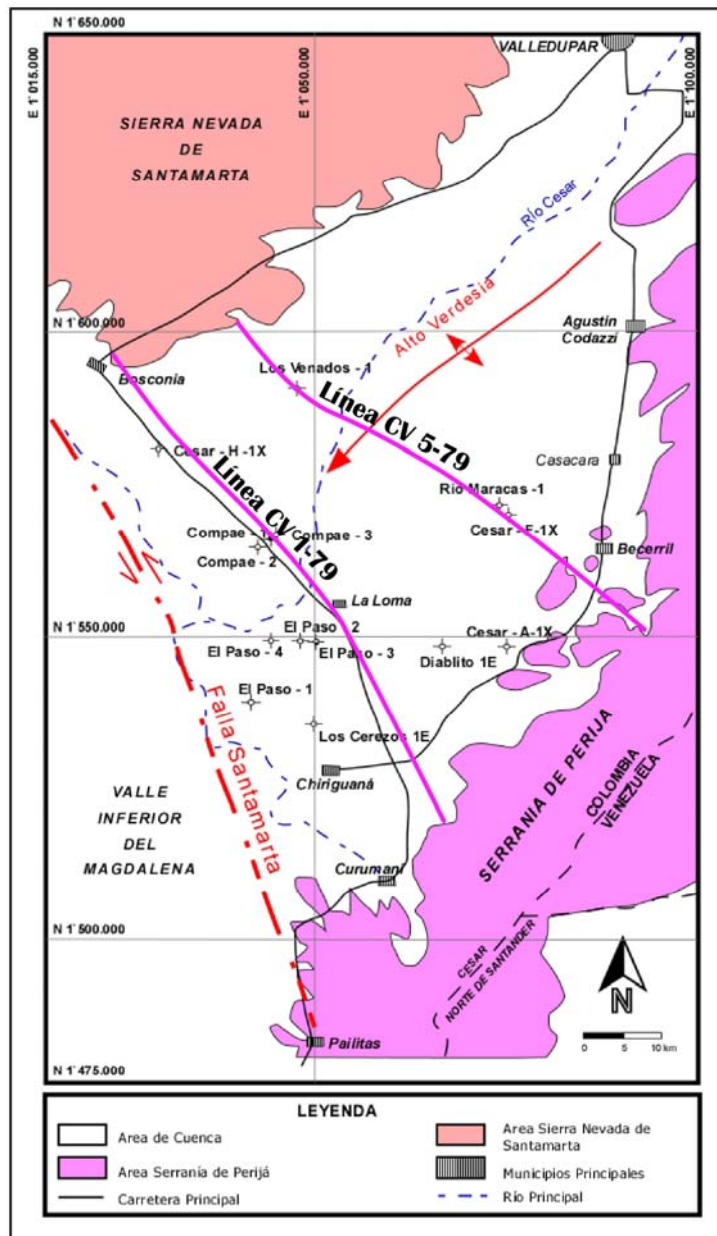 N 1´650.000
E 1´015.000
E 1´050.000
E 1´100.000
VALLEDUPAR
SIERRA NEVADA
DE
SANTAMARTA
Río Cesar
Alto Verdesia
N 1´600.000
Agustin
Codazzi
Bosconia
Los Venados - 1
Línea CV 5-79
Casacara
Cesar - H -1X
Línea CV 1-79
Rio Maracas - 1
Cesar - F-1X
Compae - 3
Compae - 2
Becerril
La Loma
N 1´550.000
El Paso - 2
El Paso - 4
El Paso - 3
Cesar - A-1X
Diablito 1E
El Paso - 1
Los Cerezos 1E
Falla Santamarta
Chiriguaná
VALLE
INFERIOR
DEL
MAGDALENA
SERRANIA DE PERIJA
COLOMBIA
VENEZUELA
Curumaní
N 1´500.000
CESAR
NORTE DE SANTANDER
N
0 5 10 km
Pailitas
N 1´475.000
LEYENDA
Area de Cuenca
Area Sierra Nevada de
Santamarta
Area Serranía de Perijá
Municipios Principales
Carretera Principal
Río Principal